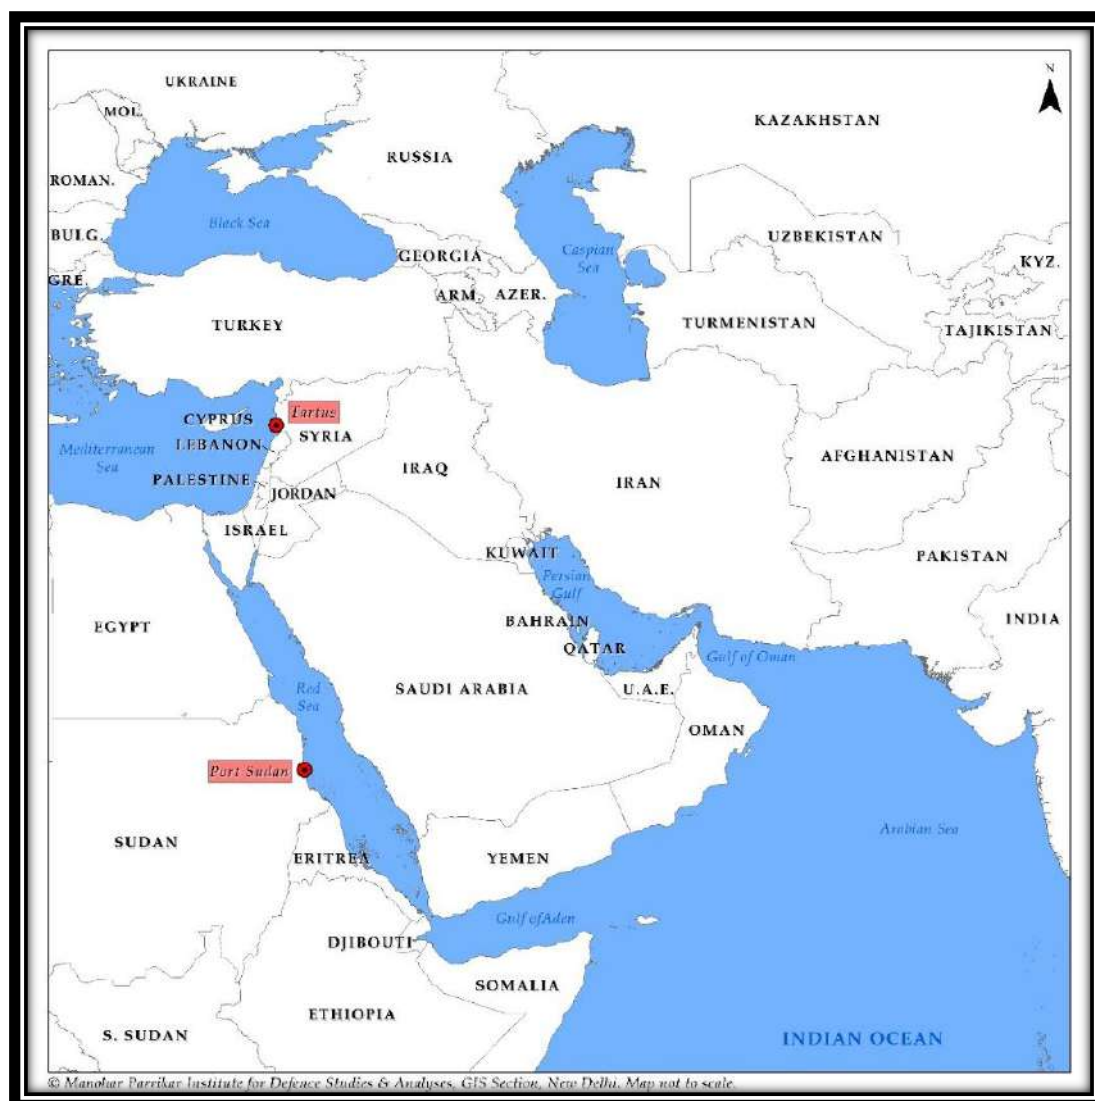 N
UKRAINE
MOL.
KAZAKHSTAN
RUSSIA
ROMAN.
Black Sea
BULG.
UZBEKISTAN
GEORGIA
Caspian
Sea
KYZ.
GRE.
ARM.
AZER.
TURKEY
TURMENISTAN
TAJIKISTAN
Tartus
CYPRUS
SYRIA
LEBANON
Mediterranean
Sea
AFGHANISTAN
IRAQ
PALESTINE
IRAN
JORDAN
ISRAEL
KUWAIT
PAKISTAN
Persian
Gulf
INDIA
BAHRAIN
EGYPT
QATAR
Gulf of Oman
SAUDI ARABIA
U.A.E.
Red
Sea
OMAN
Port Sudan
Arabian Sea
SUDAN
ERITREA
YEMEN
Gulf of Aden
DJIBOUTI
SOMALIA
ETHIOPIA
S. SUDAN
INDIAN OCEAN
© Manohar Parrikar Institute for Defence Studies & Analyses, GIS Section, New Delhi. Map not to scale.